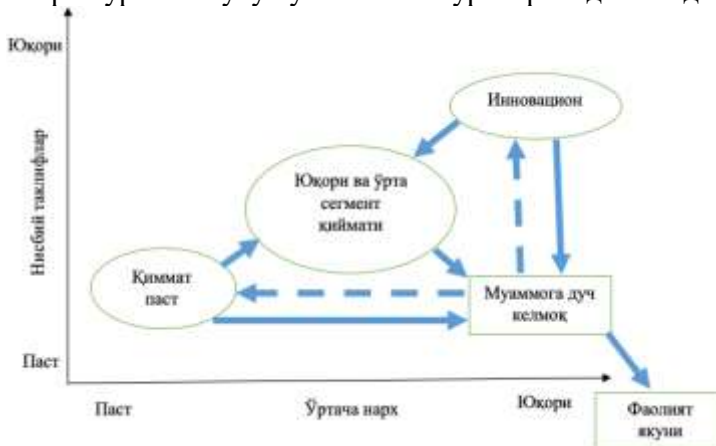 Юқори
Инновацион
Нисбий таклифлар
Юқори ва ўрта
сегмент
қиймати
Қиммат
паст
Муаммога дуч
келмоқ
Паст
Паст
Ўртача нарх
Юқори
Фаолият
якуни